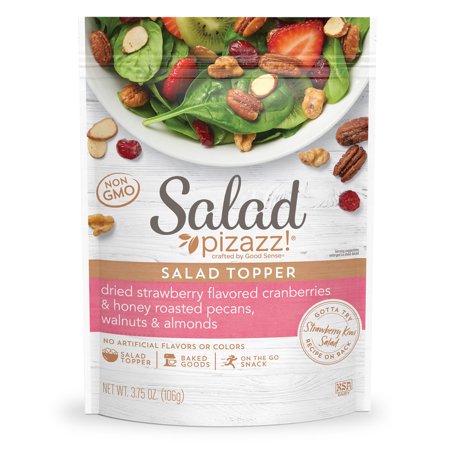 NON
GMO
Salad
pizazz!®
crafted by Good Sense®
SALAD TOPPER
dried strawberry flavored cranberries
& honey roasted pecans,
walnuts & almonds
NO ARTIFICIAL FLAVORS OR COLORS
SALAD
TOPPER
BAKED
GOODS
ON THE GO
SNACK
GOTTA TRY
Strawberry Kiwi
Salad
RECIPE ON BACK
NET WT. 3.75 OZ. (106g)